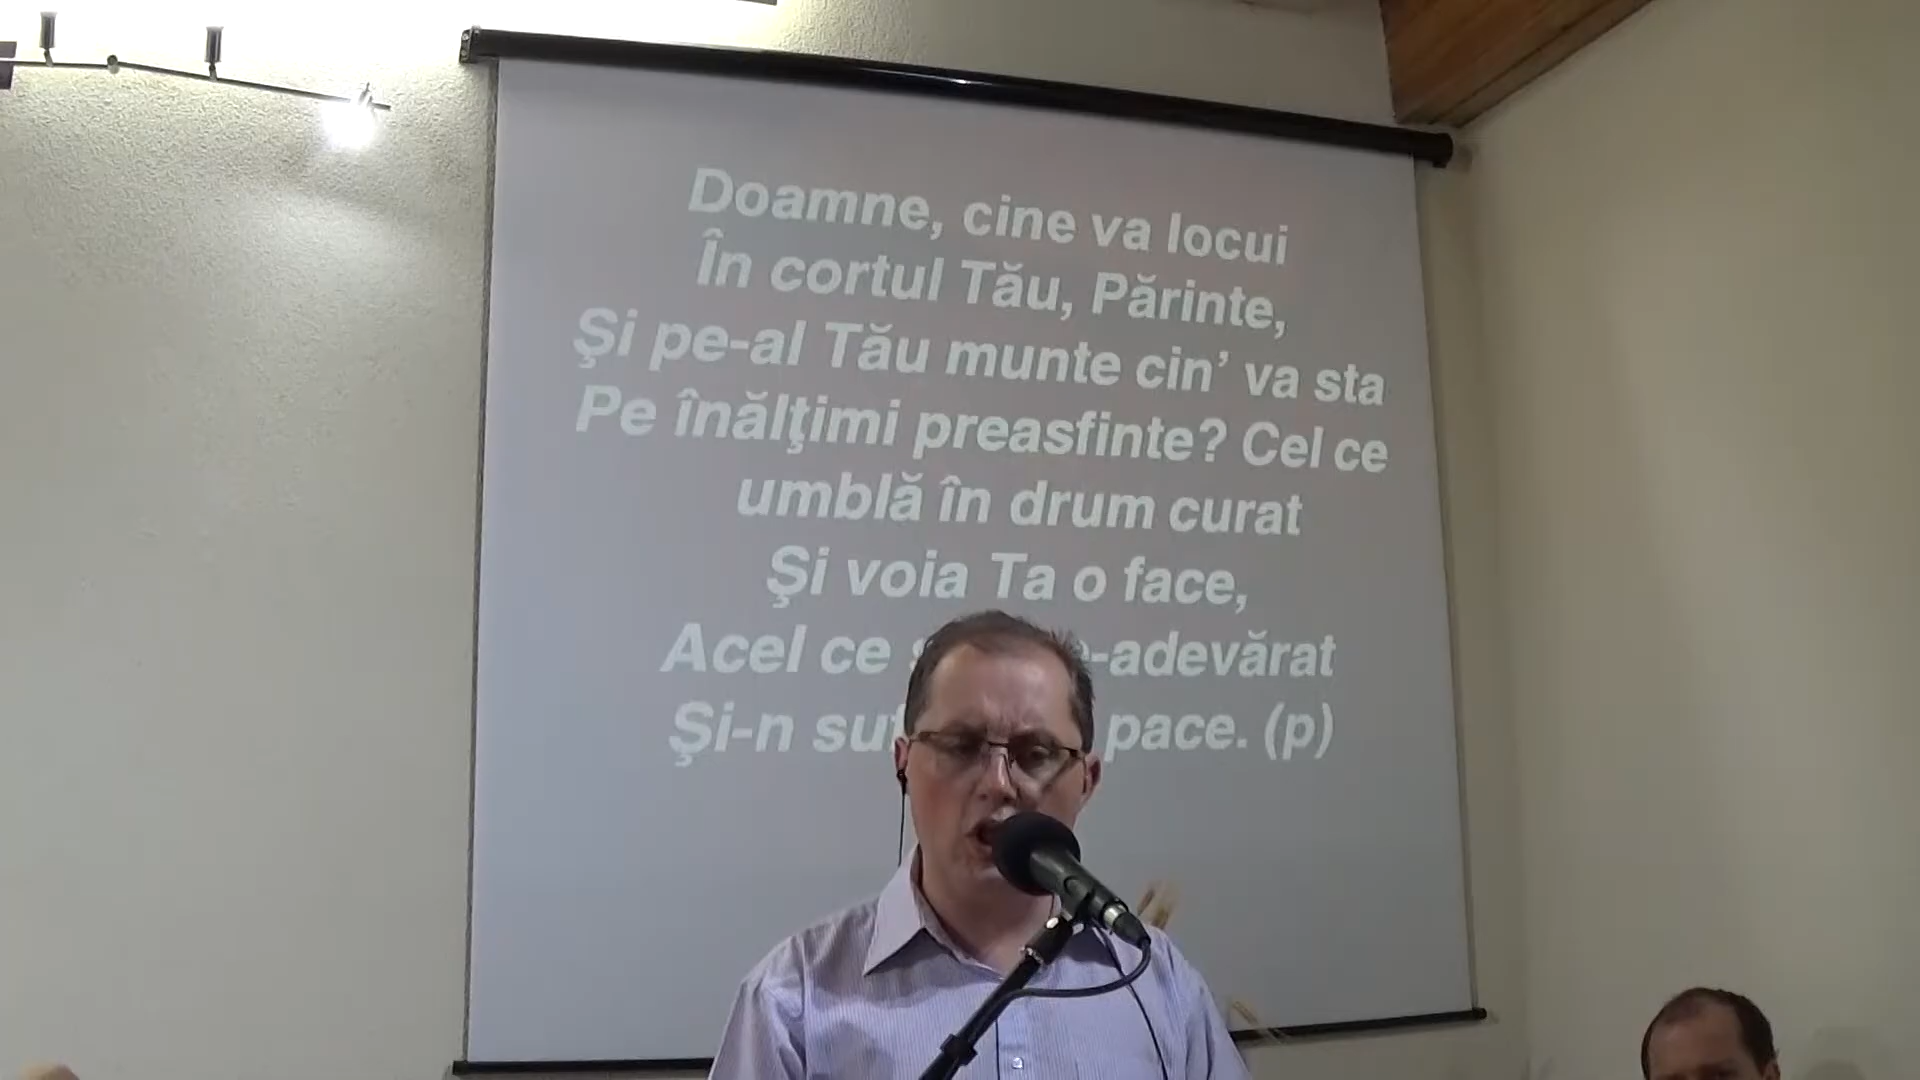 Doamne, cine va locui
În cortul Tău, Părinte,
Şi pe-al Tău munte cin’ va sta
Pe înălţimi preasfinte? Cel ce
umblă în drum curat
Şi voia Ta o face,
Acel ce -adevărat
Şi-n pace. (p)